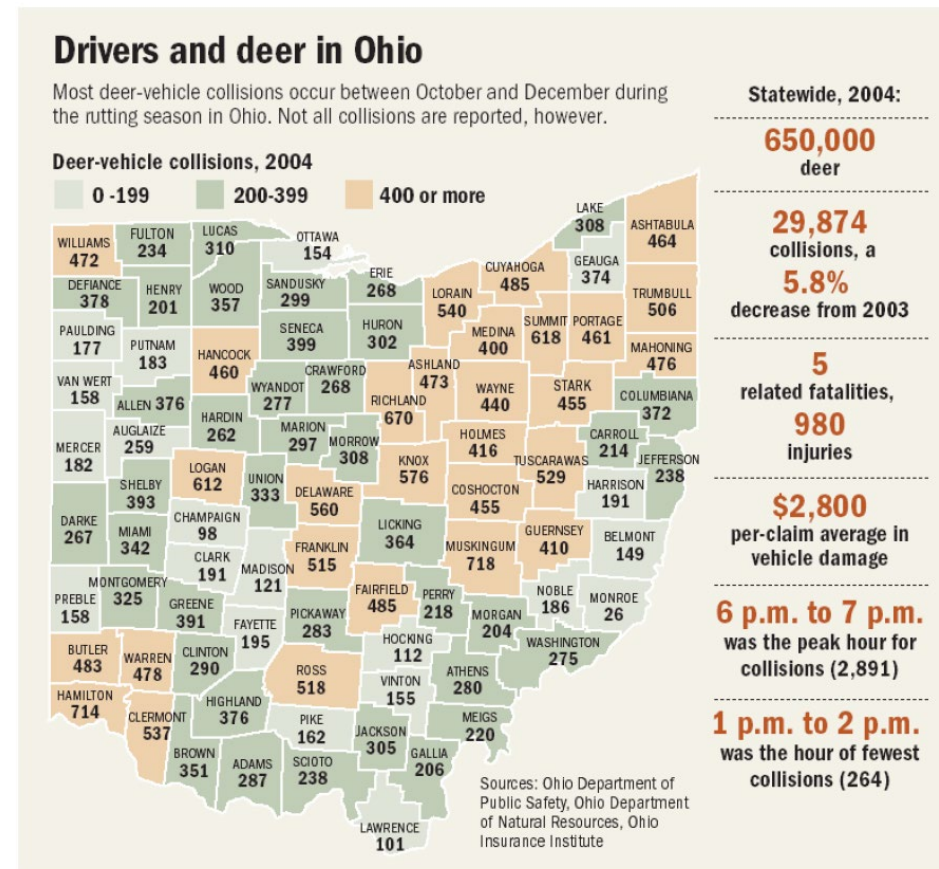 Drivers and deer in Ohio
Most deer-vehicle collisions occur between October and December during
the rutting season in Ohio. Not all collisions are reported, however.
Deer-vehicle collisions, 2004
0 -199
200-399
400 or more
WILLIAMS
472
FULTON
234
LUCAS
310
OTTAWA
154
LAKE
308
ASHTABULA
464
GEAUGA
374
CUYAHOGA
485
ERIE
268
SANDUSKY
299
WOOD
357
HENRY
201
DEFIANCE
378
LORAIN
540
TRUMBULL
506
PAULDING
177
PUTNAM
183
HANCOCK
460
SENECA
399
HURON
302
MEDINA
400
SUMMIT
618
PORTAGE
461
MAHONING
476
VAN WERT
158
ALLEN 376
WYANDOT
277
CRAWFORD
268
RICHLAND
670
ASHLAND
473
WAYNE
440
STARK
455
COLUMBIANA
372
MERCER
182
AUGLAIZE
259
HARDIN
262
MARION
297
MORROW
308
KNOX
576
HOLMES
416
TUSCARAWAS
529
CARROLL
214
JEFFERSON
238
HARRISON
191
LOGAN
612
UNION
333
DELAWARE
560
COSHOCTON
455
SHELBY
393
DARKE
267
MIAMI
342
CHAMPAIGN
98
CLARK
191
MADISON
121
FRANKLIN
515
LICKING
364
MUSKINGUM
718
GUERNSEY
410
BELMONT
149
PREBLE
158
MONTGOMERY
325
GREENE
391
FAYETTE
195
PICKAWAY
283
FAIRFIELD
485
PERRY
218
MORGAN
204
NOBLE
186
MONROE
26
WASHINGTON
275
BUTLER
483
WARREN
478
CLINTON
290
ROSS
518
HOCKING
112
VINTON
155
ATHENS
280
HAMILTON
714
CLERMONT
537
HIGHLAND
376
PIKE
162
JACKSON
305
MEIGS
220
GALLIA
206
BROWN
351
ADAMS
287
SCIOTO
238
LAWRENCE
101
Sources: Ohio Department of
Public Safety, Ohio Department
of Natural Resources, Ohio
Insurance Institute
Statewide, 2004:
650,000
deer
29,874
collisions, a
5.8%
decrease from 2003
5
related fatalities,
980
injuries
$2,800
per-claim average in
vehicle damage
6 p.m. to 7 p.m.
was the peak hour for
collisions (2,891)
1 p.m. to 2 p.m.
was the hour of fewest
collisions (264)